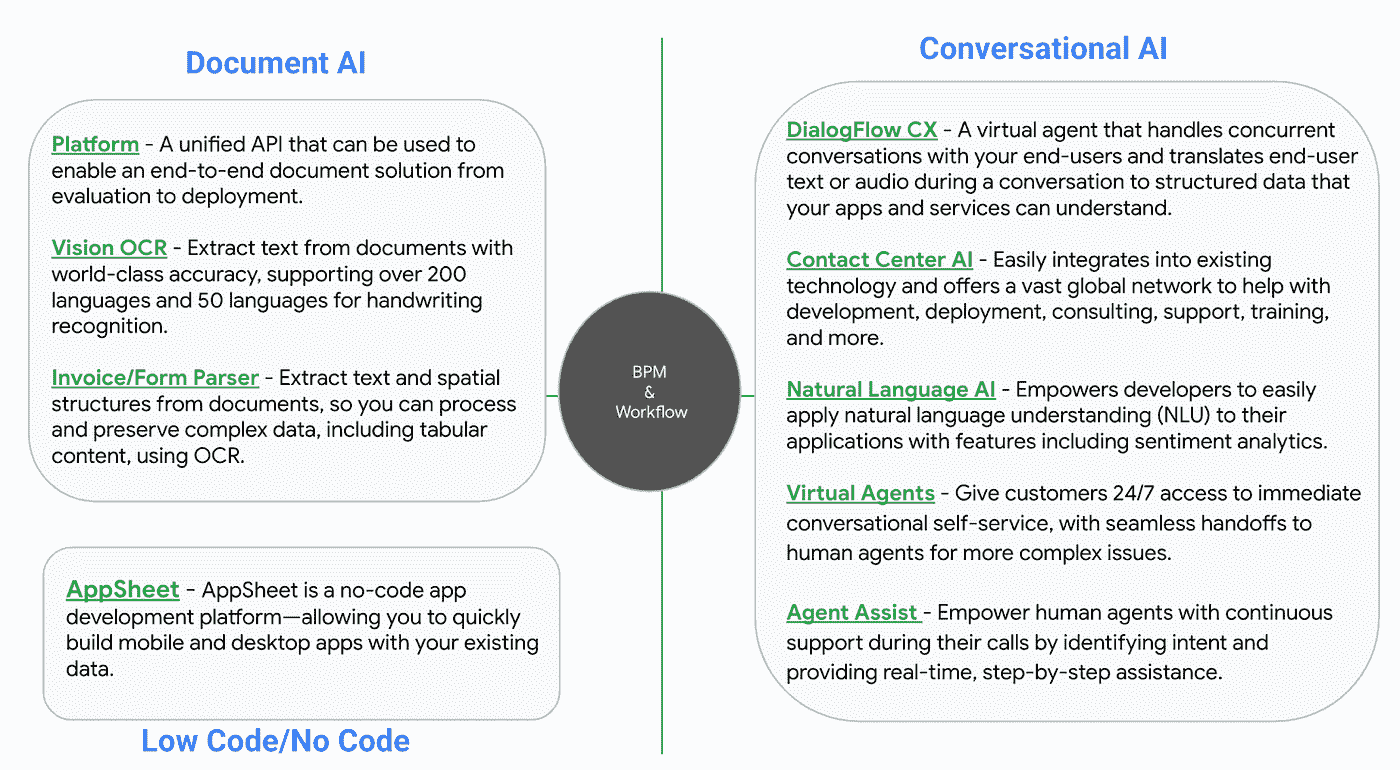 Document AI
Platform - A unified API that can be used to
enable an end-to-end document solution from
evaluation to deployment.
Vision OCR - Extract text from documents with
world-class accuracy, supporting over 200
languages and 50 languages for handwriting
recognition.
Invoice/Form Parser - Extract text and spatial
structures from documents, so you can process
and preserve complex data, including tabular
content, using OCR.
AppSheet - AppSheet is a no-code app
development platform—allowing you to quickly
build mobile and desktop apps with your existing
data.
Low Code/No Code
BPM
&
Workflow
Conversational AI
DialogFlow CX - A virtual agent that handles concurrent
conversations with your end-users and translates end-user
text or audio during a conversation to structured data that
your apps and services can understand.
Contact Center AI - Easily integrates into existing
technology and offers a vast global network to help with
development, deployment, consulting, support, training,
and more.
Natural Language AI - Empowers developers to easily
apply natural language understanding (NLU) to their
applications with features including sentiment analytics.
Virtual Agents - Give customers 24/7 access to immediate
conversational self-service, with seamless handoffs to
human agents for more complex issues.
Agent Assist - Empower human agents with continuous
support during their calls by identifying intent and
providing real-time, step-by-step assistance.